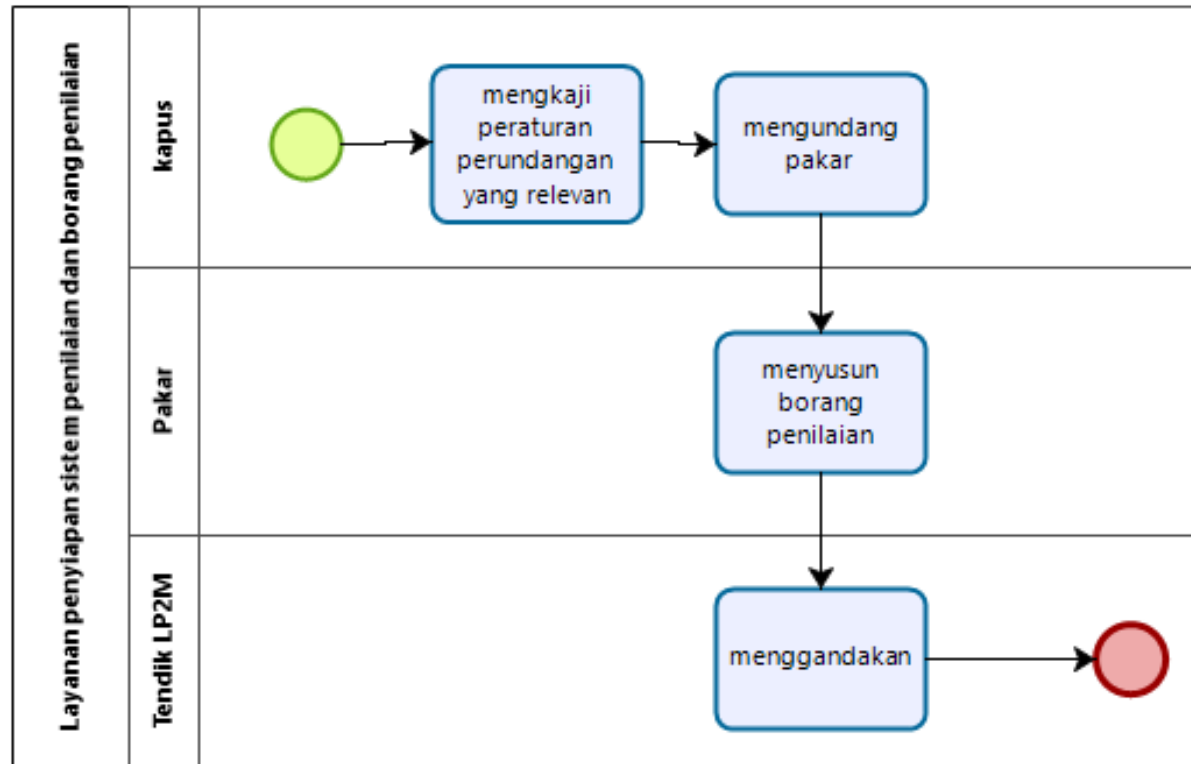 Layanan penyiapan sistem penilaian dan borang penilaian
kapus
mengkaji
peraturan
perundangan
yang relevan
mengundang
pakar
Pakar
menyusun
borang
penilaian
Tendik LP2M
menggandakan